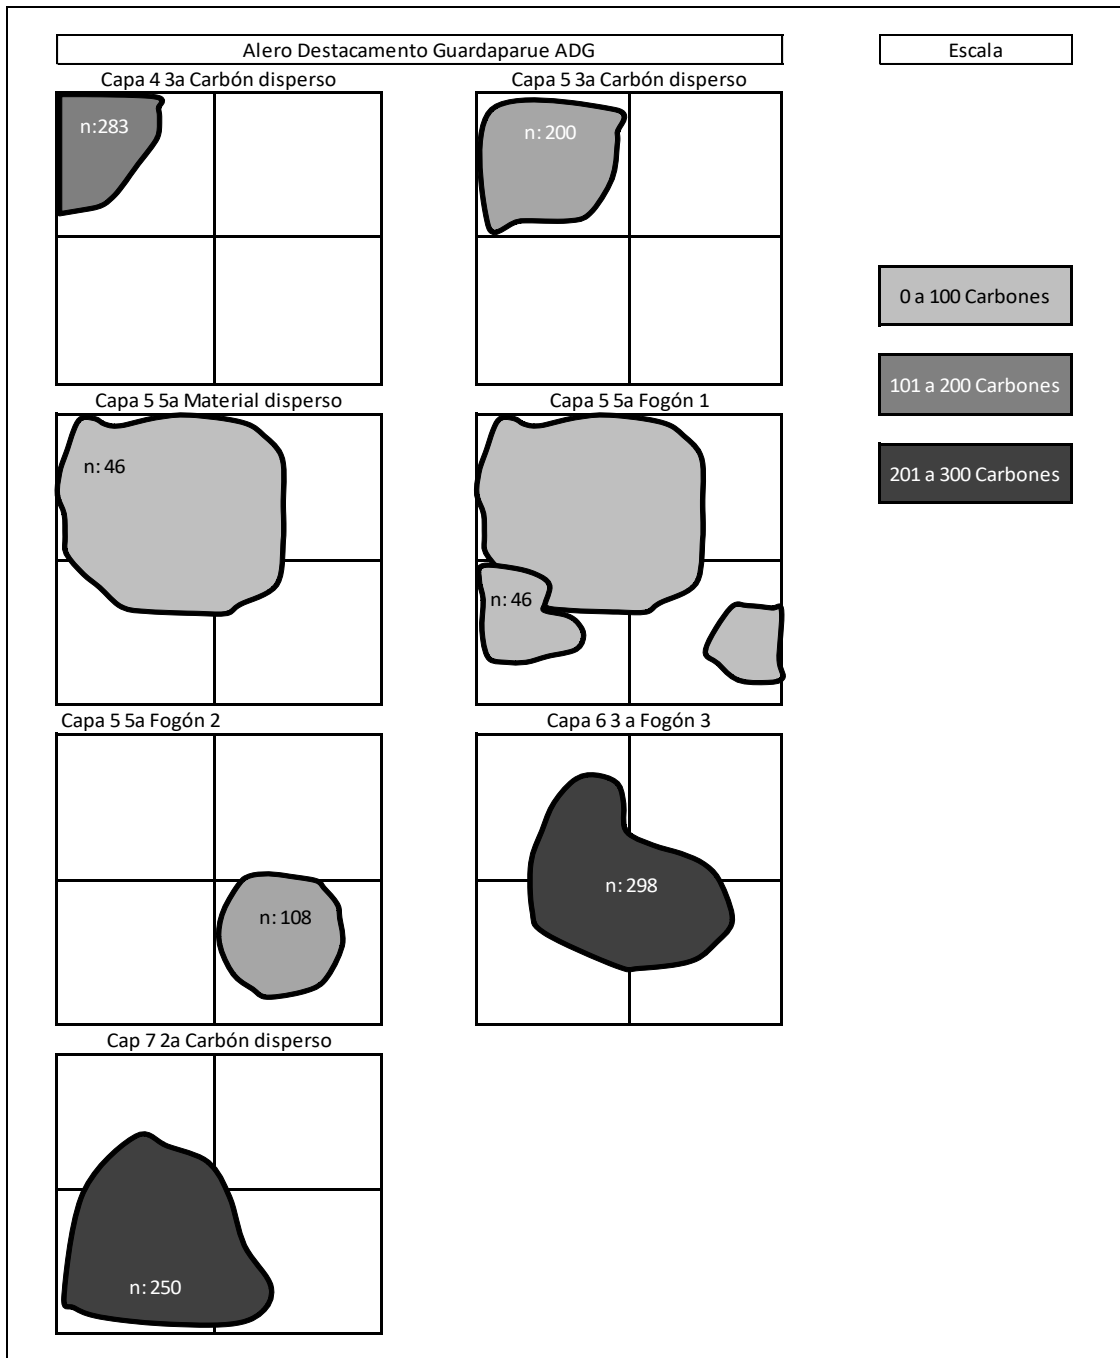 Alero Destacamento Guardaparue ADG
Escala
Capa 4 3a Carbón disperso
Capa 5 3a Carbón disperso
n:283
n: 200
0 a 100 Carbones
101 a 200 Carbones
201 a 300 Carbones
Capa 5 5a Material disperso
Capa 5 5a Fogón 1
n: 46
n: 46
Capa 5 5a Fogón 2
Capa 6 3 a Fogón 3
n: 108
n: 298
Cap 7 2a Carbón disperso
n: 250